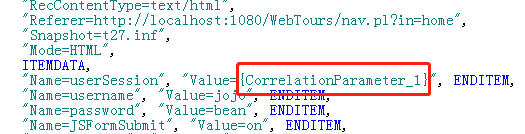 "RecContentType=text/html",
"Referer=http://localhost:1080/WebTours/nav.pl?in=home",
"Snapshot=t27.inf",
"Mode=HTML",
ITEMDATA,
"Name=userSession", "Value={CorrelationParameter_1}", ENDITEM,
"Name=username", "Value=jojo", ENDITEM,
"Name=password", "Value=bean", ENDITEM,
"Name=JSFormSubmit", "Value=on", ENDITEM,